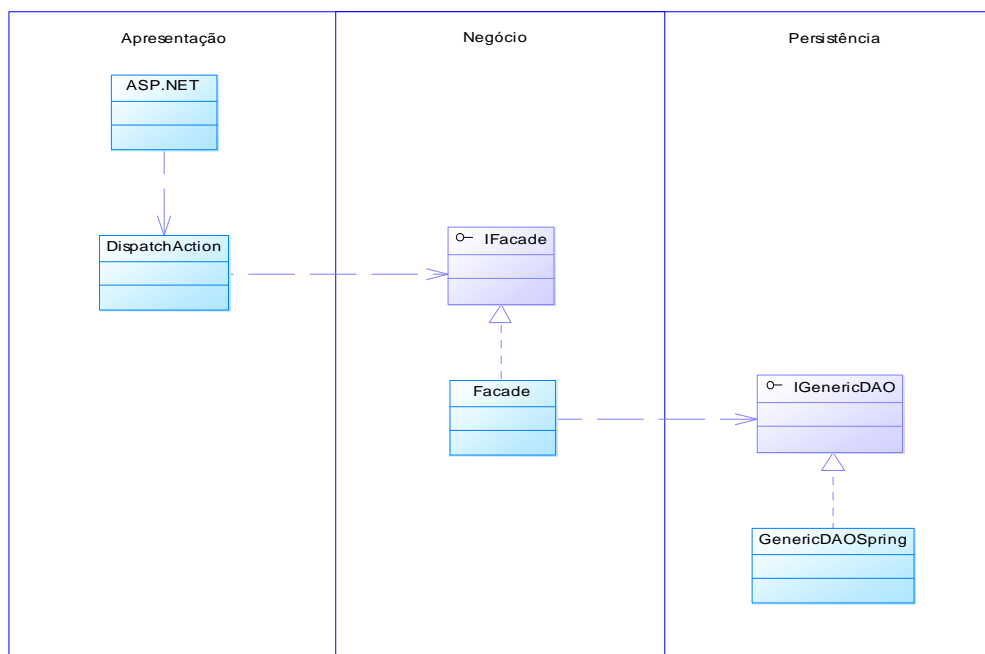 Apresentação
Negócio
Persistência
ASP.NET
DispatchAction
IFacade
Facade
IGenericDAO
GenericDAOSpring